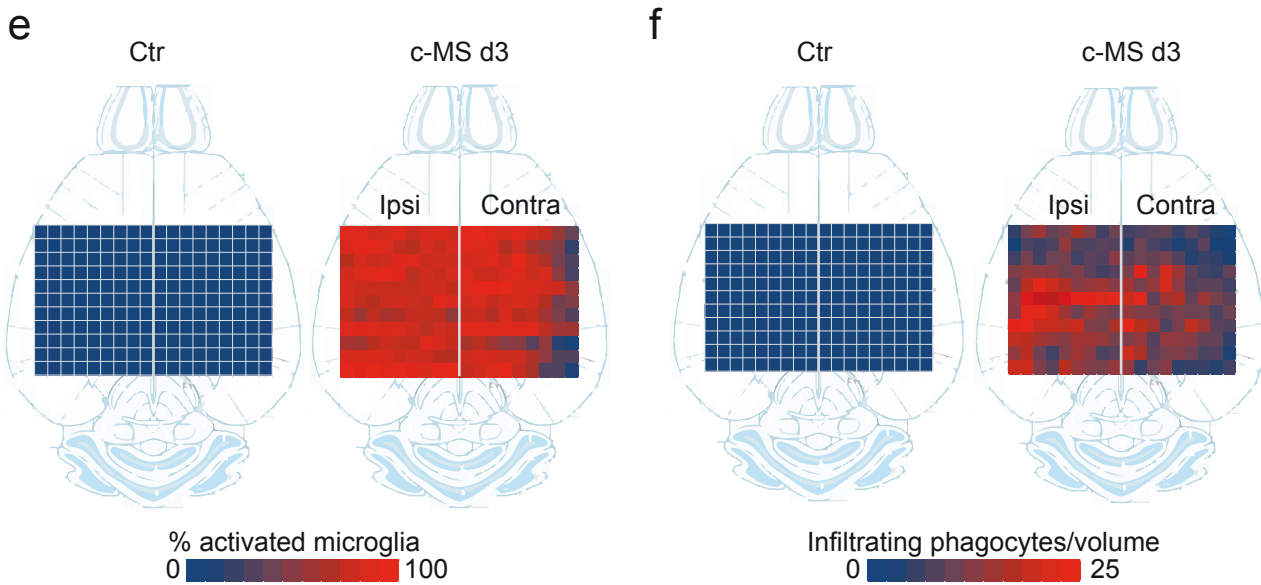 e
f
Ctr
c-MS d3
Ctr
c-MS d3
Ipsi
Contra
Ipsi
Contra
% activated microglia
0
100
Infiltrating phagocytes/volume
0
25